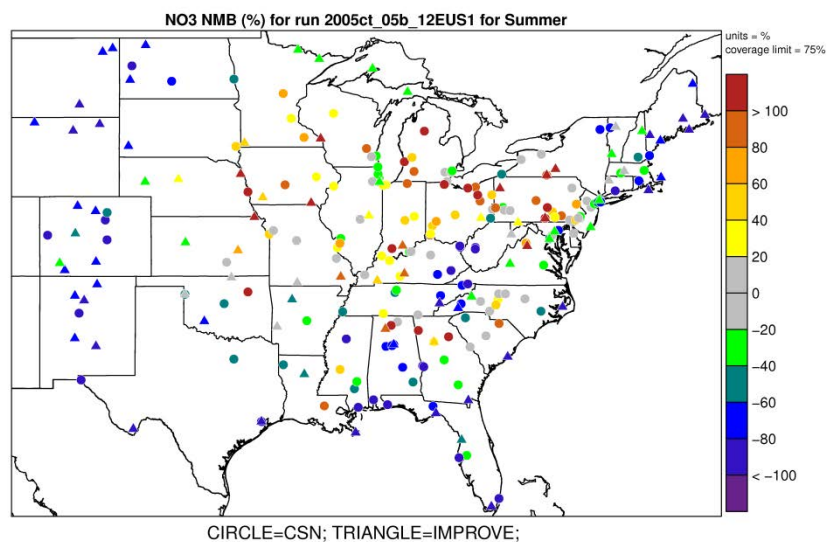 NO3 NMB (%) for run 2005ct_05b_12EUS1 for Summer
units = %
coverage limit = 75%
> 100
80
60
40
20
0
−20
−40
−60
−80
< −100
CIRCLE=CSN; TRIANGLE=IMPROVE;